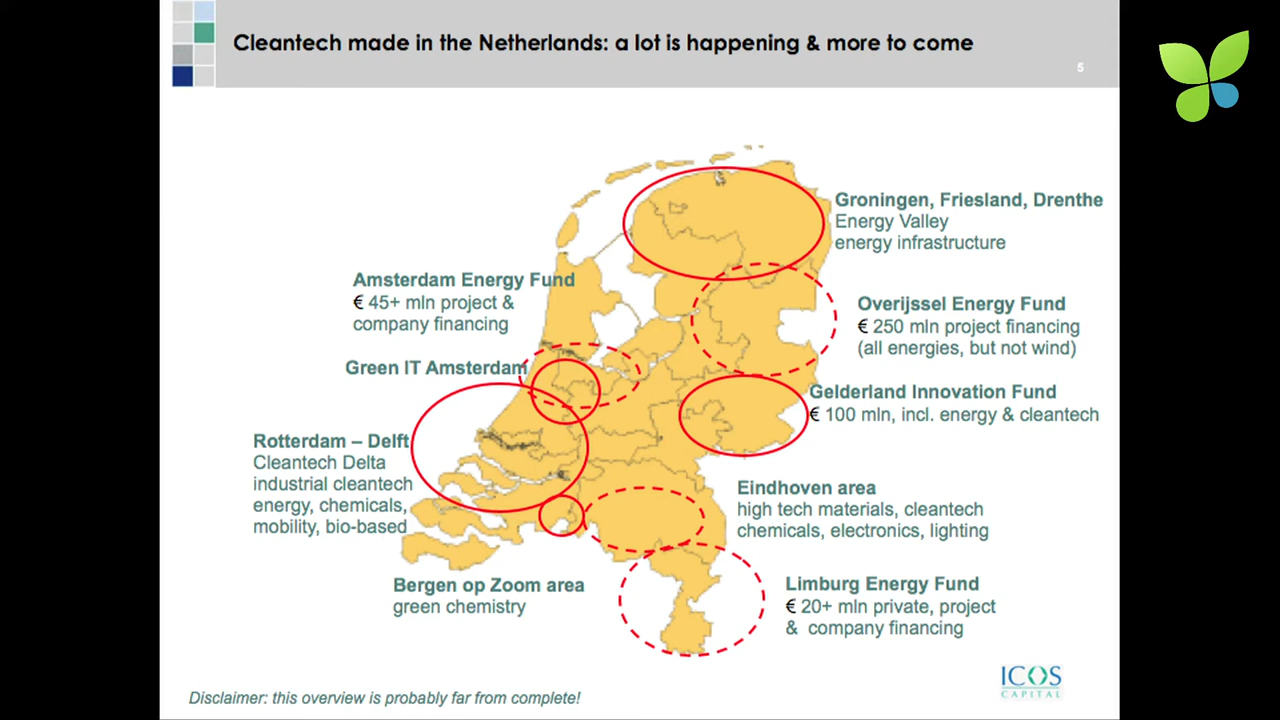 Cleantech made in the Netherlands: a lot is happening & more to come
5
Groningen, Friesland, Drenthe
Energy Valley
energy infrastructure
Amsterdam Energy Fund
€ 45+ mln project &
company financing
Overijssel Energy Fund
€ 250 mln project financing
(all energies, but not wind)
Green IT Amsterdam
Gelderland Innovation Fund
€ 100 mln, incl. energy & cleantech
Rotterdam – Delft
Cleantech Delta
industrial cleantech
energy, chemicals,
mobility, bio-based
Eindhoven area
high tech materials, cleantech
chemicals, electronics, lighting
Bergen op Zoom area
green chemistry
Limburg Energy Fund
€ 20+ mln private, project
& company financing
Disclaimer: this overview is probably far from complete!
ICOS
CAPITAL